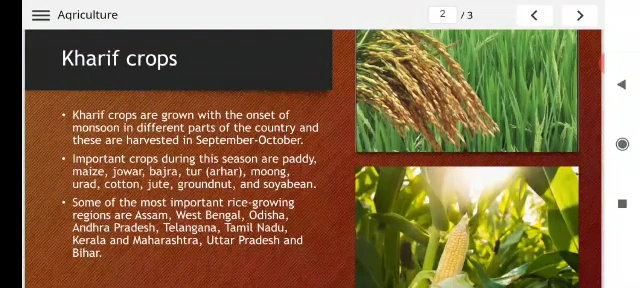 Agriculture
2 / 3
Kharif crops
• Kharif crops are grown with the onset of
monsoon in different parts of the country and
these are harvested in September-October.
• Important crops during this season are paddy,
maize, jowar, bajra, tur (arhar), moong,
urad, cotton, jute, groundnut, and soyabean.
• Some of the most important rice-growing
regions are Assam, West Bengal, Odisha,
Andhra Pradesh, Telangana, Tamil Nadu,
Kerala and Maharashtra, Uttar Pradesh and
Bihar.